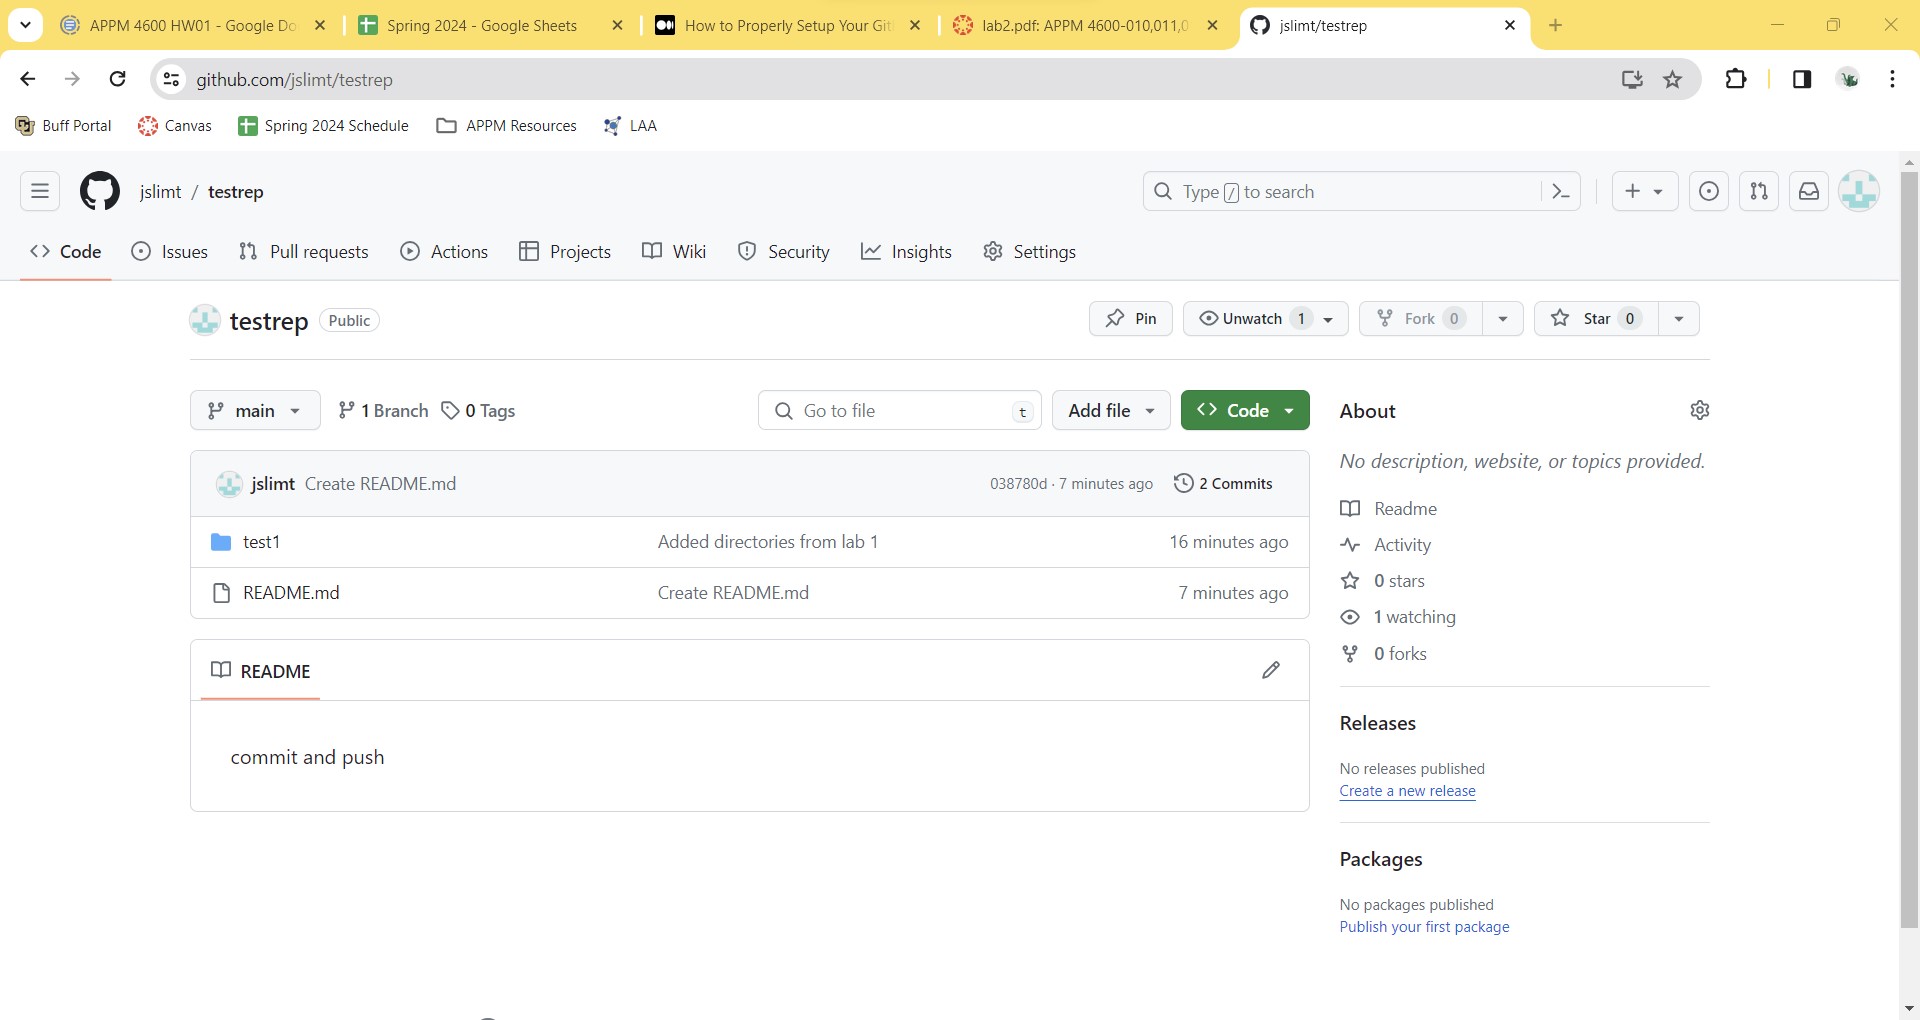 APPM 4600 HW01 - Google Do
Spring 2024 - Google Sheets
How to Properly Setup Your Git
lab2.pdf: APPM 4600-010,011,0
jslimt/testrep
github.com/jslimt/testrep
Buff Portal
Canvas
Spring 2024 Schedule
APPM Resources
LAA
jslimt / testrep
Type / to search
Code
Issues
Pull requests
Actions
Projects
Wiki
Security
Insights
Settings
testrep
Public
Pin
Unwatch 1
Fork 0
Star 0
main
1 Branch
0 Tags
Go to file
t
Add file
Code
jslimt Create README.md
038780d · 7 minutes ago
2 Commits
test1
Added directories from lab 1
16 minutes ago
README.md
Create README.md
7 minutes ago
README
commit and push
About
No description, website, or topics provided.
Readme
Activity
0 stars
1 watching
0 forks
Releases
No releases published
Create a new release
Packages
No packages published
Publish your first package